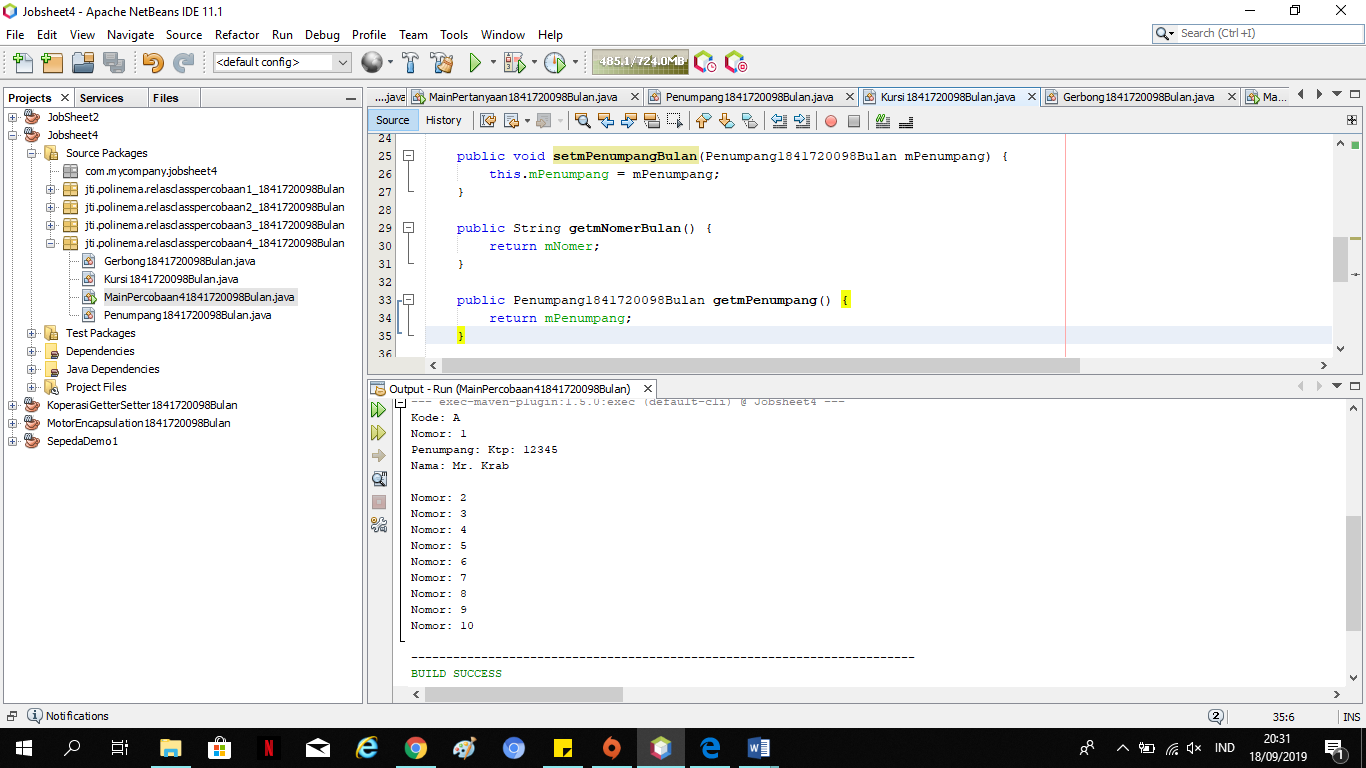 Jobsheet4 - Apache NetBeans IDE 11.1
File Edit View Navigate Source Refactor Run Debug Profile Team Tools Window Help
Search (Ctrl+I)
<default config>
485.1/724.0MB
Projects Services Files
JobSheet2
Jobsheet4
Source Packages
com.mycompany.jobsheet4
jti.polinema.relasclasspercobaan1_1841720098Bulan
jti.polinema.relasclasspercobaan2_1841720098Bulan
jti.polinema.relasclasspercobaan3_1841720098Bulan
jti.polinema.relasclasspercobaan4_1841720098Bulan
Gerbong1841720098Bulan.java
Kursi1841720098Bulan.java
MainPercobaan41841720098Bulan.java
Penumpang1841720098Bulan.java
Test Packages
Dependencies
Java Dependencies
Project Files
KoperasiGetterSetter1841720098Bulan
MotorEncapsulation1841720098Bulan
SepedaDemo1
....java MainPertanyaan1841720098Bulan.java Penumpang1841720098Bulan.java Kursi1841720098Bulan.java Gerbong1841720098Bulan.java Ma...
Source History
24
25 public void setmPenumpangBulan(Penumpang1841720098Bulan mPenumpang) {
26 this.mPenumpang = mPenumpang;
27 }
28
29 public String getmNomerBulan() {
30 return mNomer;
31 }
32
33 public Penumpang1841720098Bulan getmPenumpang() {
34 return mPenumpang;
35 }
36
Output - Run (MainPercobaan41841720098Bulan)
--- exec-maven-plugin:1.5.0:exec (default-cli) @ Jobsheet4 ---
Kode: A
Nomor: 1
Penumpang: Ktp: 12345
Nama: Mr. Krab
Nomor: 2
Nomor: 3
Nomor: 4
Nomor: 5
Nomor: 6
Nomor: 7
Nomor: 8
Nomor: 9
Nomor: 10
------------------------------------------------------------------------
BUILD SUCCESS
Notifications
2 35:6 INS
IND
20:31
18/09/2019
1